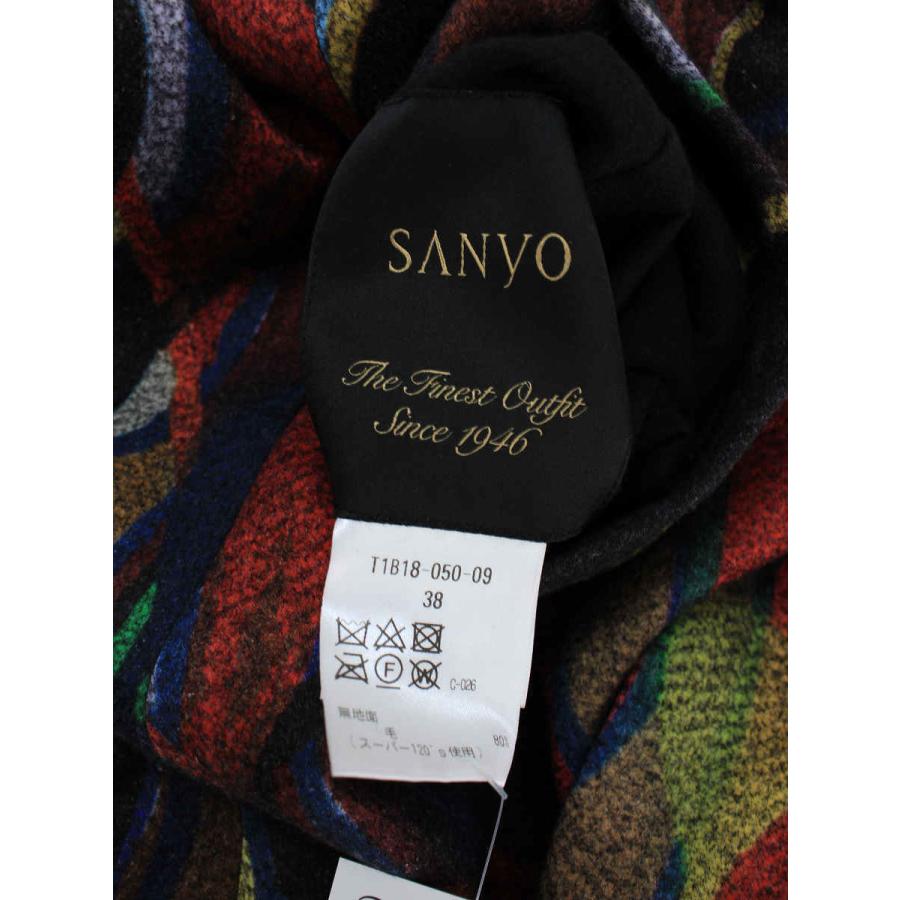 SANYO
The Finest Outfit
Since 1946
T1B18-050-09
38
F
W
C-026
無地面
毛 80%
(スーパー120's使用)